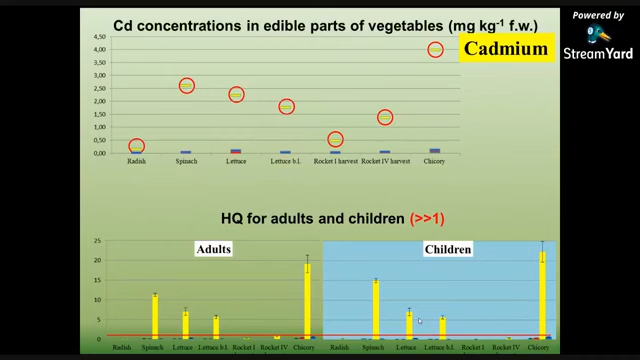 Powered by
StreamYard
Cd concentrations in edible parts of vegetables (mg kg⁻¹ f.w.)
Cadmium
4,50
4,00
3,50
3,00
2,50
2,00
1,50
1,00
0,50
0,00
Radish Spinach Lettuce Lettuce b.l. Rocket I harvest Rocket IV harvest Chicory
HQ for adults and children (>>1)
Adults Children
25
20
15
10
5
0
Radish Spinach Lettuce Lettuce b.l. Rocket I Rocket IV Chicory Radish Spinach Lettuce Lettuce b.l. Rocket I Rocket IV Chicory